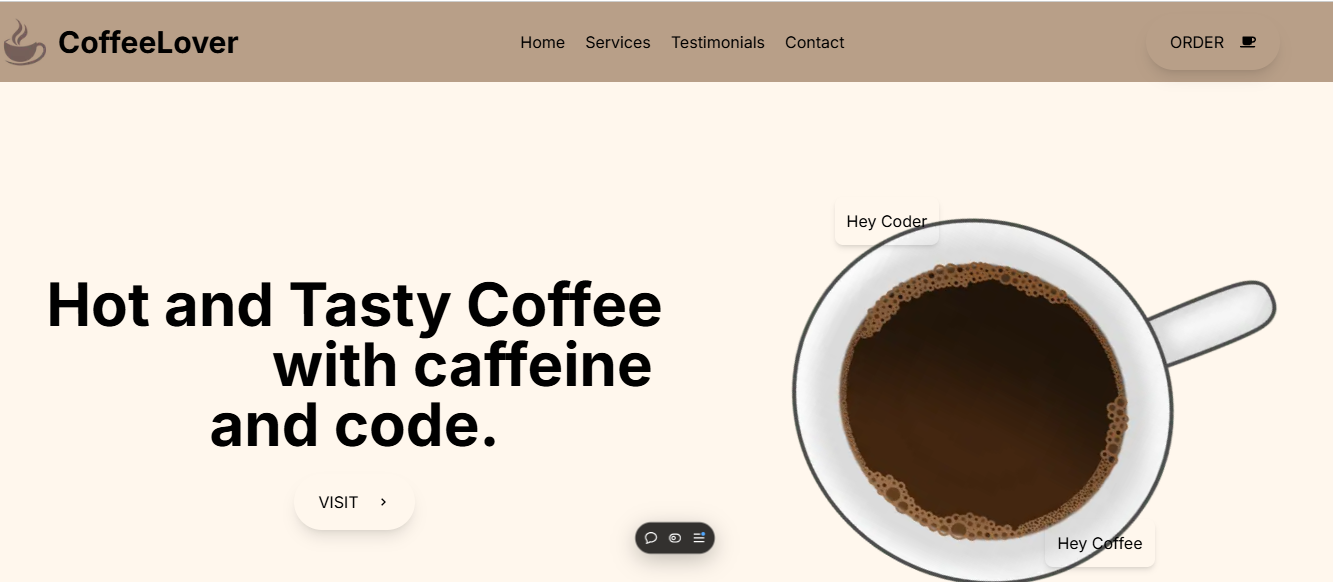 CoffeeLover
Home Services Testimonials Contact
ORDER
Hey Coder
Hot and Tasty Coffee
with caffeine
and code.
VISIT
Hey Coffee